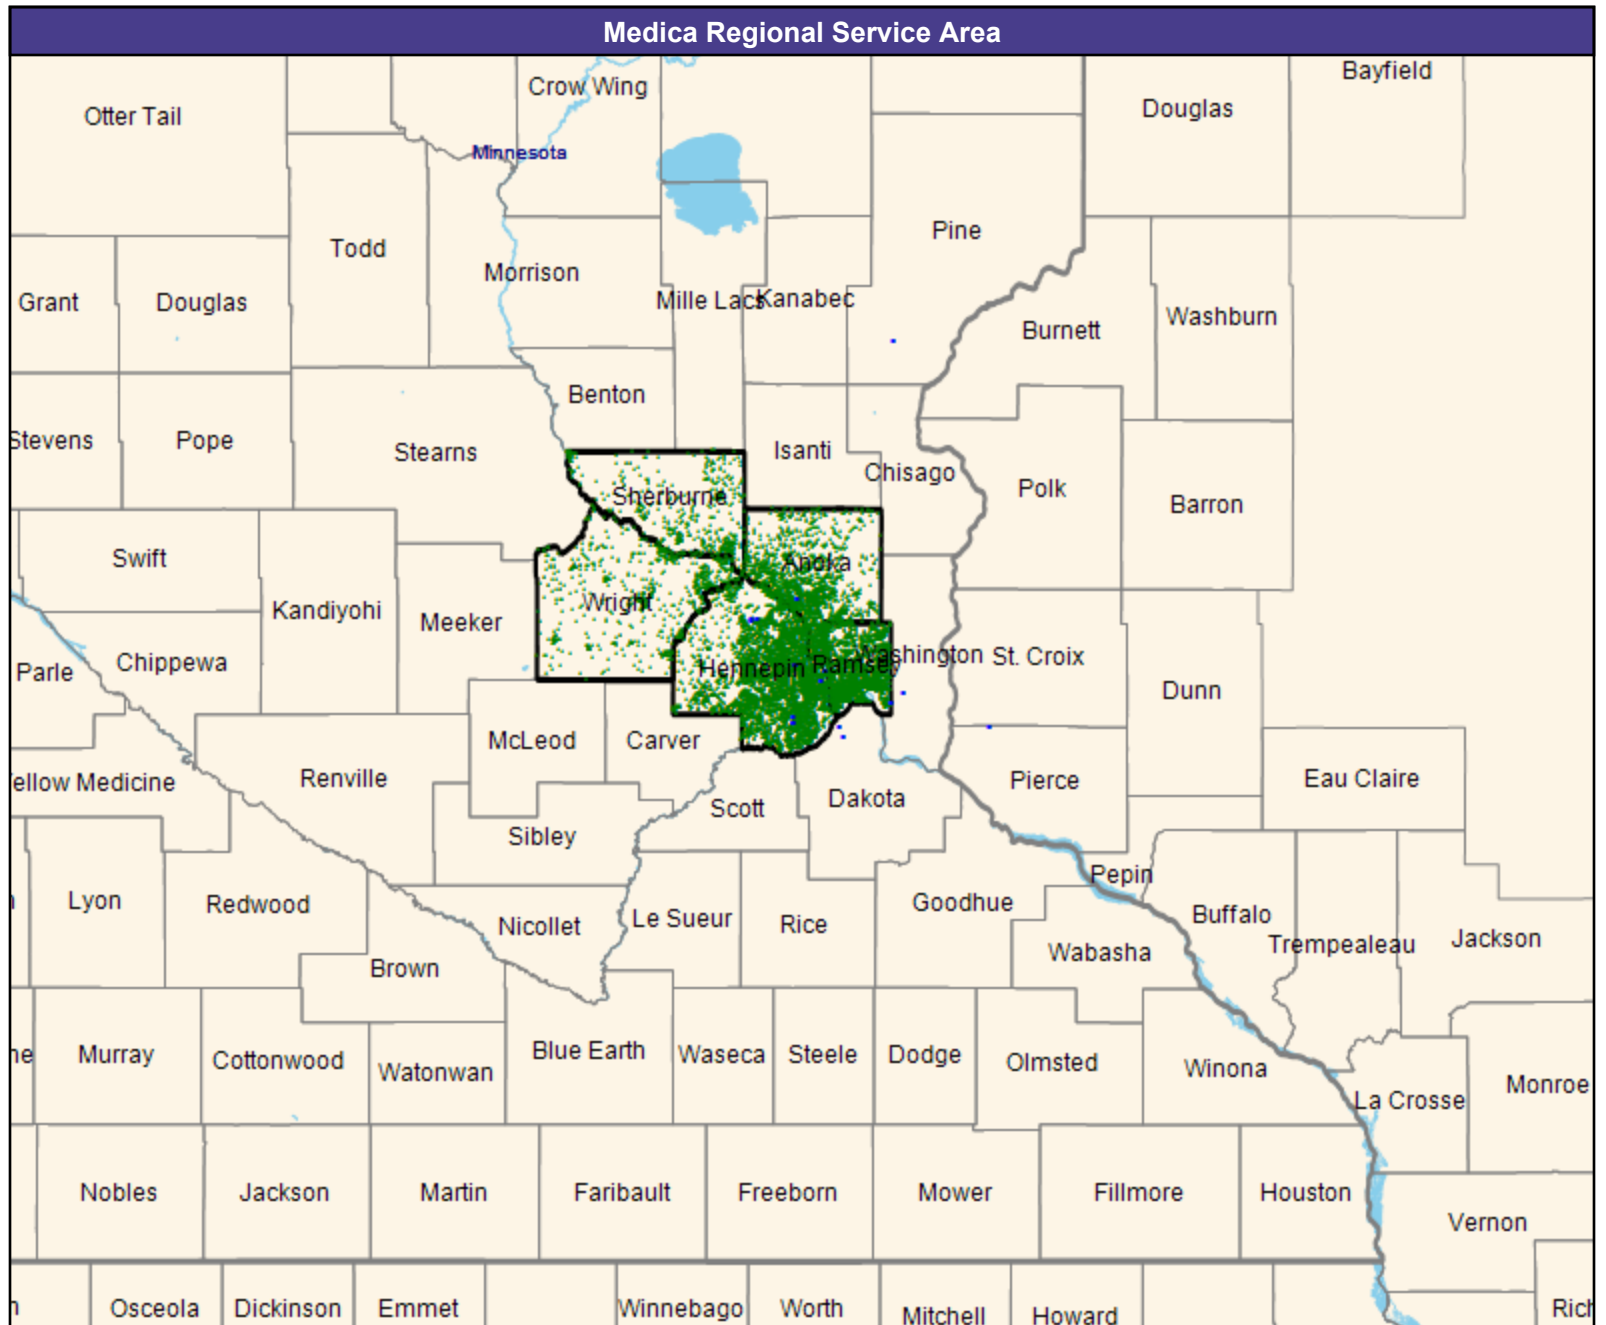 Medica Regional Service Area
Crow Wing
Bayfield
Otter Tail
Douglas
Minnesota
Pine
Todd
Morrison
Grant
Douglas
Mille Lacs
Kanabec
Washburn
Burnett
Benton
Stevens
Pope
Stearns
Isanti
Chisago
Polk
Barron
Sherburne
Swift
Anoka
Kandiyohi
Wright
Meeker
Parle
Chippewa
Hennepin
Ramsey
Washington
St. Croix
Dunn
McLeod
Carver
Yellow Medicine
Renville
Scott
Dakota
Pierce
Eau Claire
Sibley
Pepin
Lyon
Redwood
Nicollet
Le Sueur
Rice
Goodhue
Buffalo
Trempealeau
Jackson
Brown
Wabasha
ne
Murray
Cottonwood
Watonwan
Blue Earth
Waseca
Steele
Dodge
Olmsted
Winona
La Crosse
Monroe
Nobles
Jackson
Martin
Faribault
Freeborn
Mower
Fillmore
Houston
Vernon
Osceola
Dickinson
Emmet
Winnebago
Worth
Mitchell
Howard
Rich